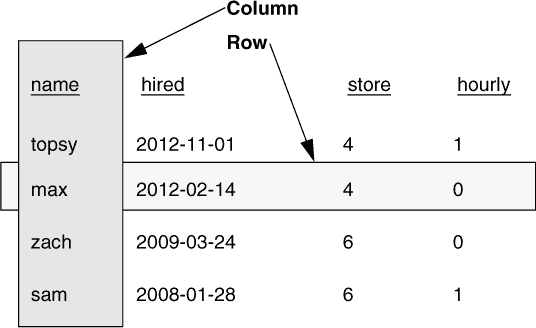 Column
Row
name hired store hourly
topsy 2012-11-01 4 1
max 2012-02-14 4 0
zach 2009-03-24 6 0
sam 2008-01-28 6 1